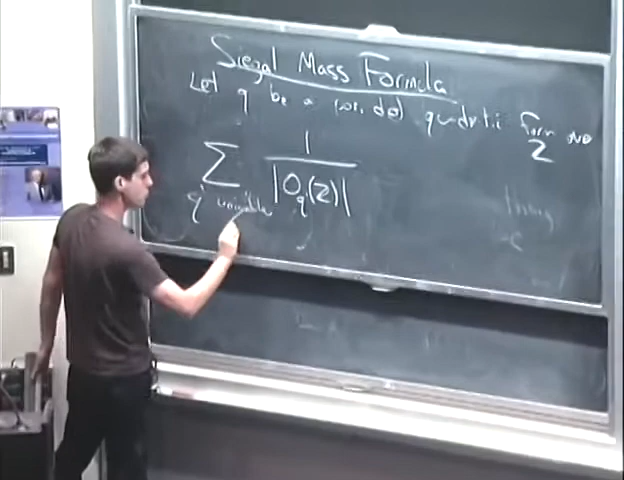 Siegal Mass Formula
Let q be a pos. def quadratic form over
Z
Σ 1 / |O_q'(Z)|
q'